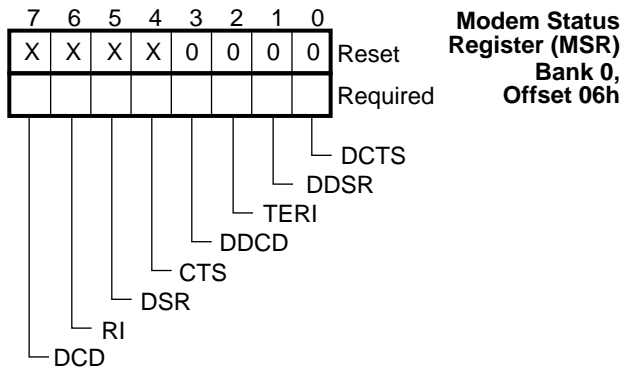 7 6 5 4 3 2 1 0
X X X X 0 0 0 0 Reset
Required
Modem Status
Register (MSR)
Bank 0,
Offset 06h
DCTS
DDSR
TERI
DDCD
CTS
DSR
RI
DCD